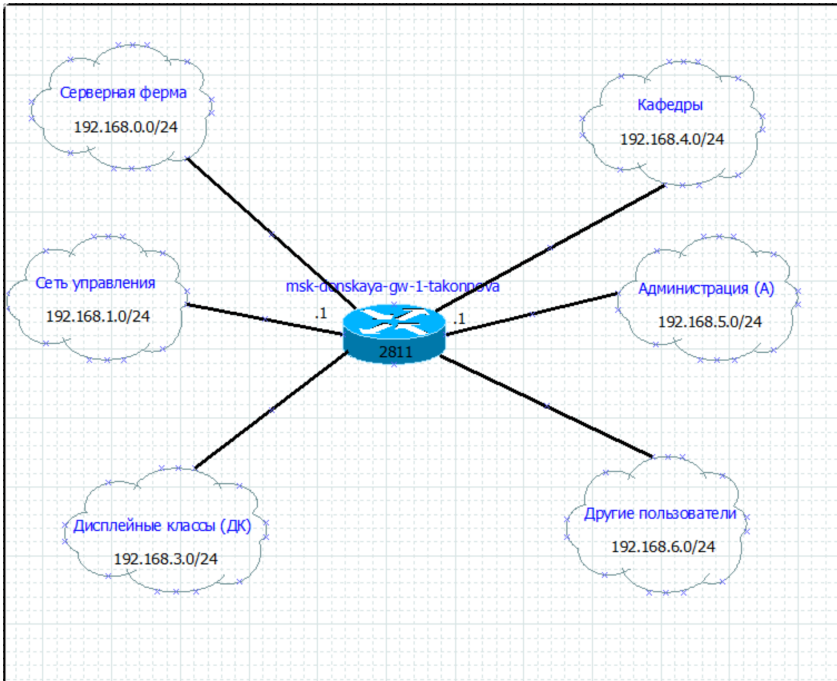 Серверная ферма
192.168.0.0/24
Кафедры
192.168.4.0/24
Сеть управления
192.168.1.0/24
msk-donskaya-gw-1-takonnova
.1
.1
2811
Администрация (А)
192.168.5.0/24
Дисплейные классы (ДК)
192.168.3.0/24
Другие пользователи
192.168.6.0/24